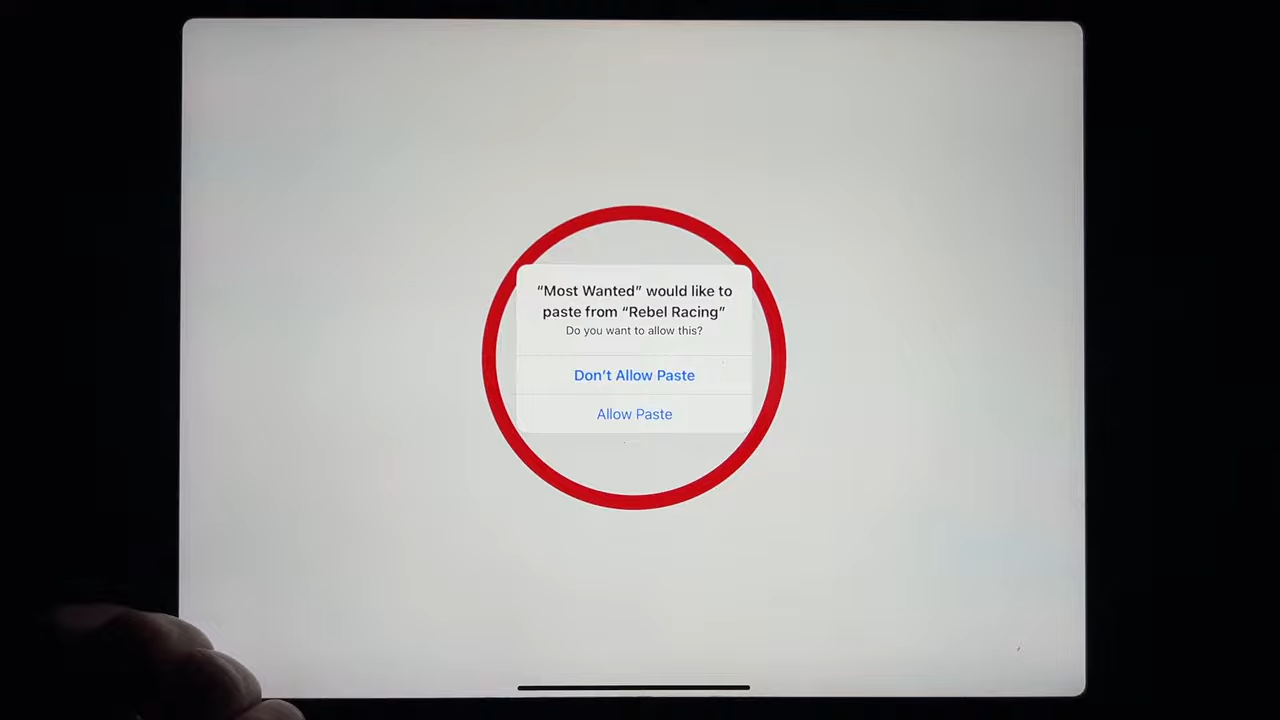 “Most Wanted” would like to
paste from “Rebel Racing”
Do you want to allow this?
Don’t Allow Paste
Allow Paste